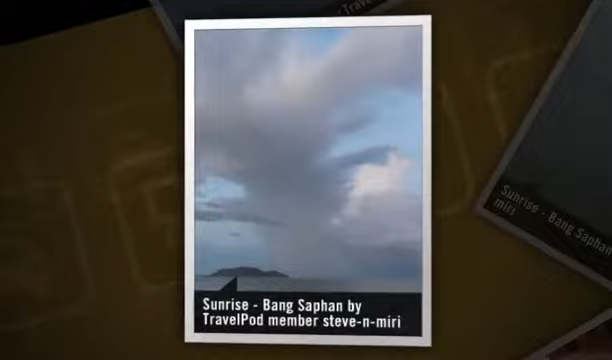 Sunrise - Bang Saphan by
TravelPod member steve-n-miri
Sunrise - Bang Saphan
miri